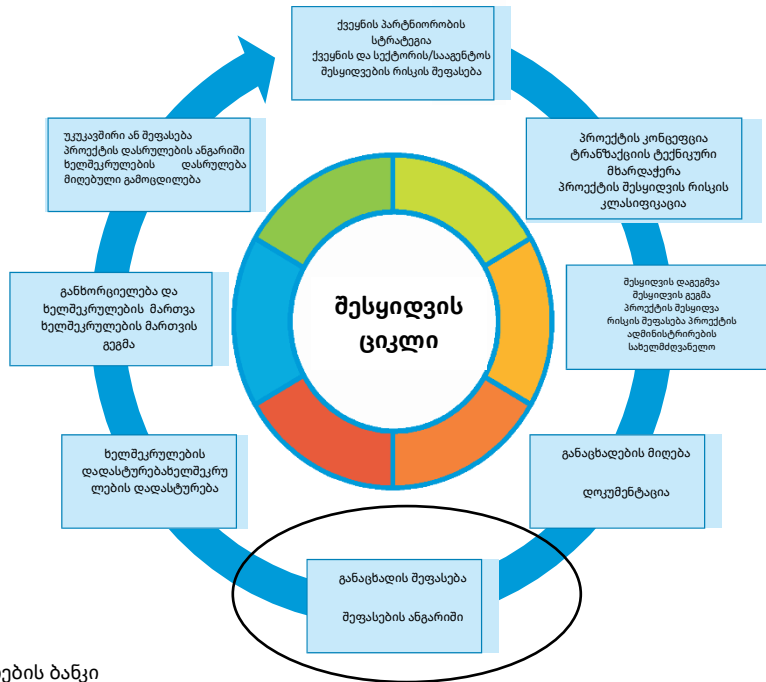 ქვეყნის პარტნიორობის
სტრატეგია
ქვეყნის და სექტორის/სააგენტოს
შესყიდვების რისკის შეფასება
პროექტის კონცეფცია
ტრანზაქციის ტექნიკური
მხარდაჭერა
პროექტის შესყიდვის რისკის
კლასიფიკაცია
შესყიდვის დაგეგმვა
შესყიდვის გეგმა
პროექტის შესყიდვა
რისკის შეფასება პროექტის
ადმინისტრირების
სახელმძღვანელო
განაცხადების მიღება
დოკუმენტაცია
განაცხადის შეფასება
შეფასების ანგარიში
ხელშეკრულების
დადასტურებახელშეკრუ
ლების დადასტურება
განხორციელება და
ხელშეკრულების მართვა
ხელშეკრულების მართვის
გეგმა
უკუკავშირი ან შეფასება
პროექტის დასრულების ანგარიში
ხელშეკრულების დასრულება
მიღებული გამოცდილება
შესყიდვის
ციკლი
ბანკი